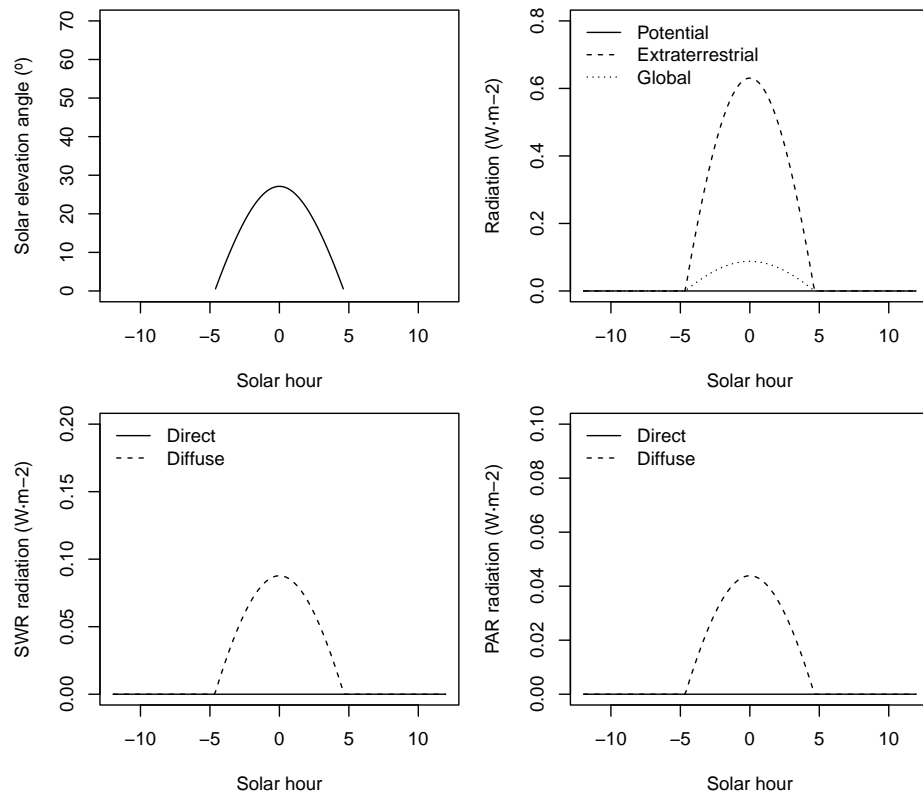 Solar elevation angle (º)
70
60
50
40
30
20
10
0
−10 −5 0 5 10
Solar hour
Radiation (W·m−2)
0.8
0.6
0.4
0.2
0.0
Potential
Extraterrestrial
Global
−10 −5 0 5 10
Solar hour
SWR radiation (W·m−2)
0.20
0.15
0.10
0.05
0.00
Direct
Diffuse
−10 −5 0 5 10
Solar hour
PAR radiation (W·m−2)
0.10
0.08
0.06
0.04
0.02
0.00
Direct
Diffuse
−10 −5 0 5 10
Solar hour